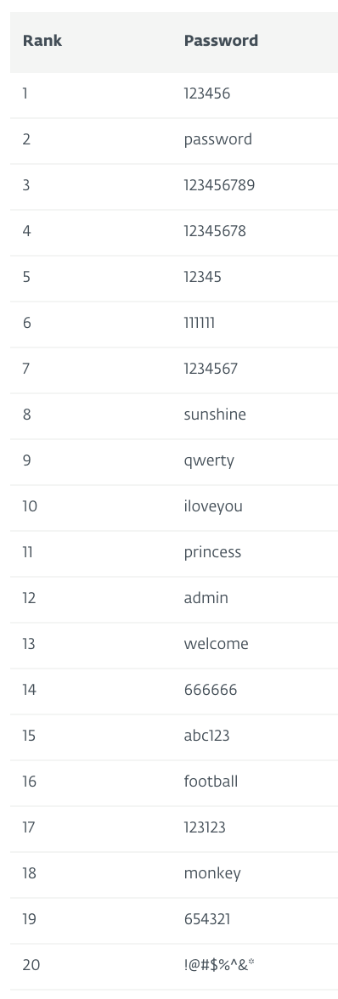 Rank Password
1 123456
2 password
3 123456789
4 12345678
5 12345
6 111111
7 1234567
8 sunshine
9 qwerty
10 iloveyou
11 princess
12 admin
13 welcome
14 666666
15 abc123
16 football
17 123123
18 monkey
19 654321
20 !@#$%^&*